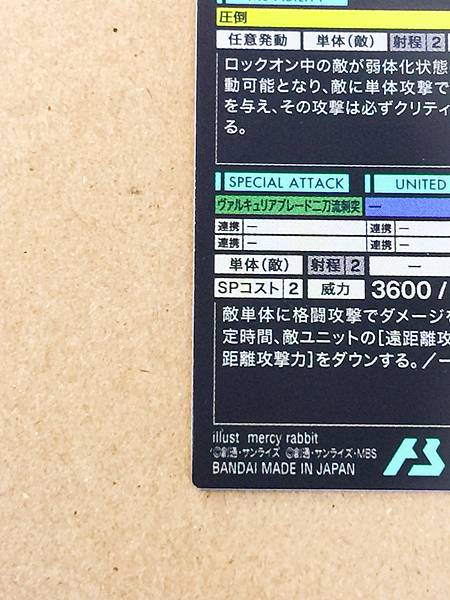 圧倒
任意発動 単体(敵) 射程 2
ロックオン中の敵が弱体化状態
動可能となり、敵に単体攻撃で
を与え、その攻撃は必ずクリティ
る。
SPECIAL ATTACK UNITED
ヴァルキュリアブレード二刀流刺突 —
連携 — 連携 —
連携 — 連携 —
単体(敵) 射程 2 —
SPコスト 2 威力 3600 /
敵単体に格闘攻撃でダメージ
定時間、敵ユニットの[遠距離攻
距離攻撃力]をダウンする。/一
illust mercy rabbit
©創通・サンライズ ©創通・サンライズ・MBS
BANDAI MADE IN JAPAN